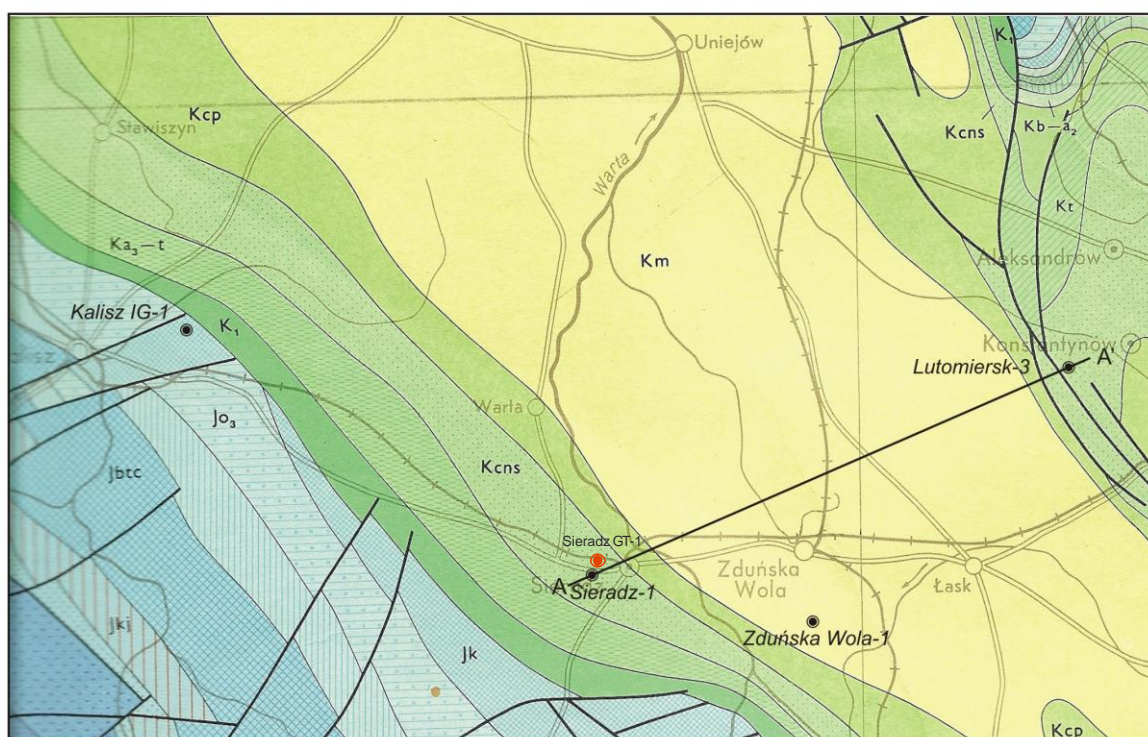 Uniejów
K₁
Kcp
Stawiszyn
Kcns
Kb—a₂
Warta
Kt
Ka₃—t
Km
Aleksandrów
Kalisz IG-1
K₁
Konstantynów
A'
Lutomiersk-3
Warta
Jo₃
Jbtc
Kcns
Sieradz GT-1
A
Sieradz-1
Zduńska
Wola
Łask
Zduńska Wola-1
Jkj
Jk
Kcp